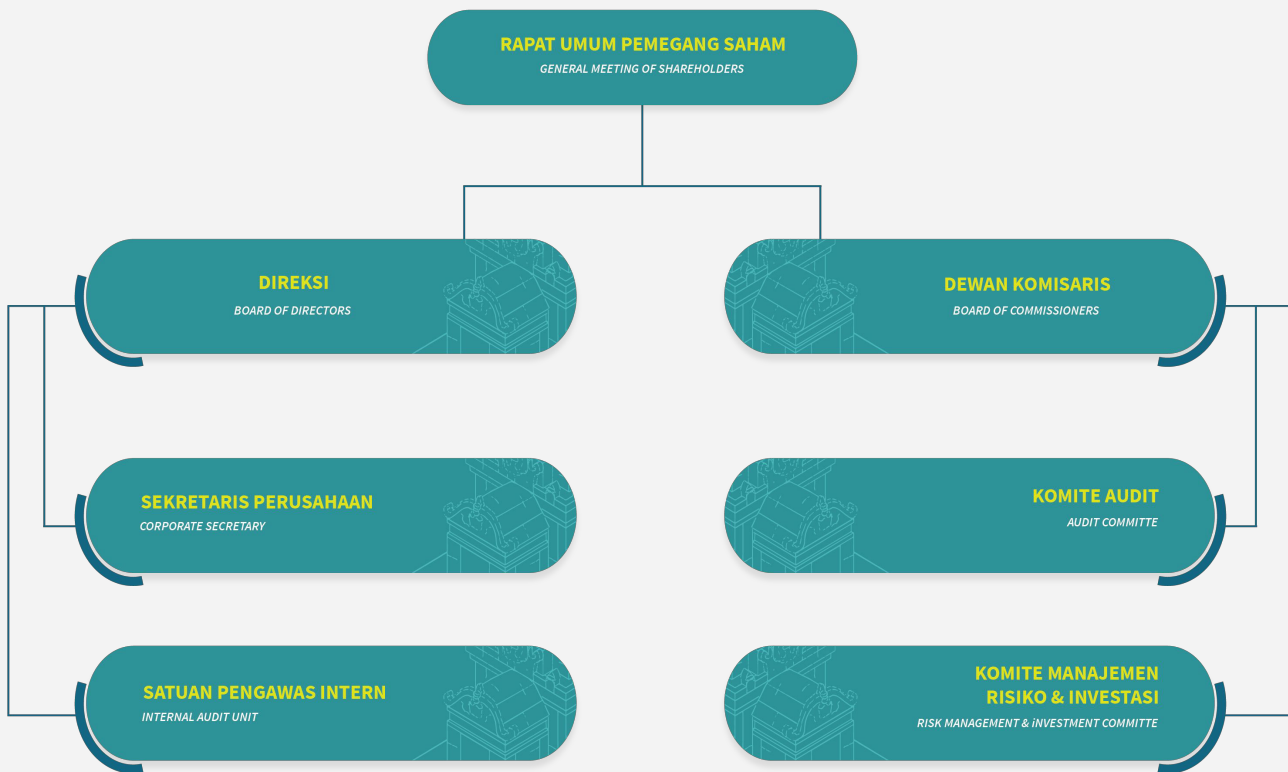 RAPAT UMUM PEMEGANG SAHAM
GENERAL MEETING OF SHAREHOLDERS
DIREKSI
BOARD OF DIRECTORS
DEWAN KOMISARIS
BOARD OF COMMISSIONERS
SEKRETARIS PERUSAHAAN
CORPORATE SECRETARY
KOMITE AUDIT
AUDIT COMMITTE
SATUAN PENGAWAS INTERN
INTERNAL AUDIT UNIT
KOMITE MANAJEMEN
RISIKO & INVESTASI
RISK MANAGEMENT & iNVESTMENT COMMITTE